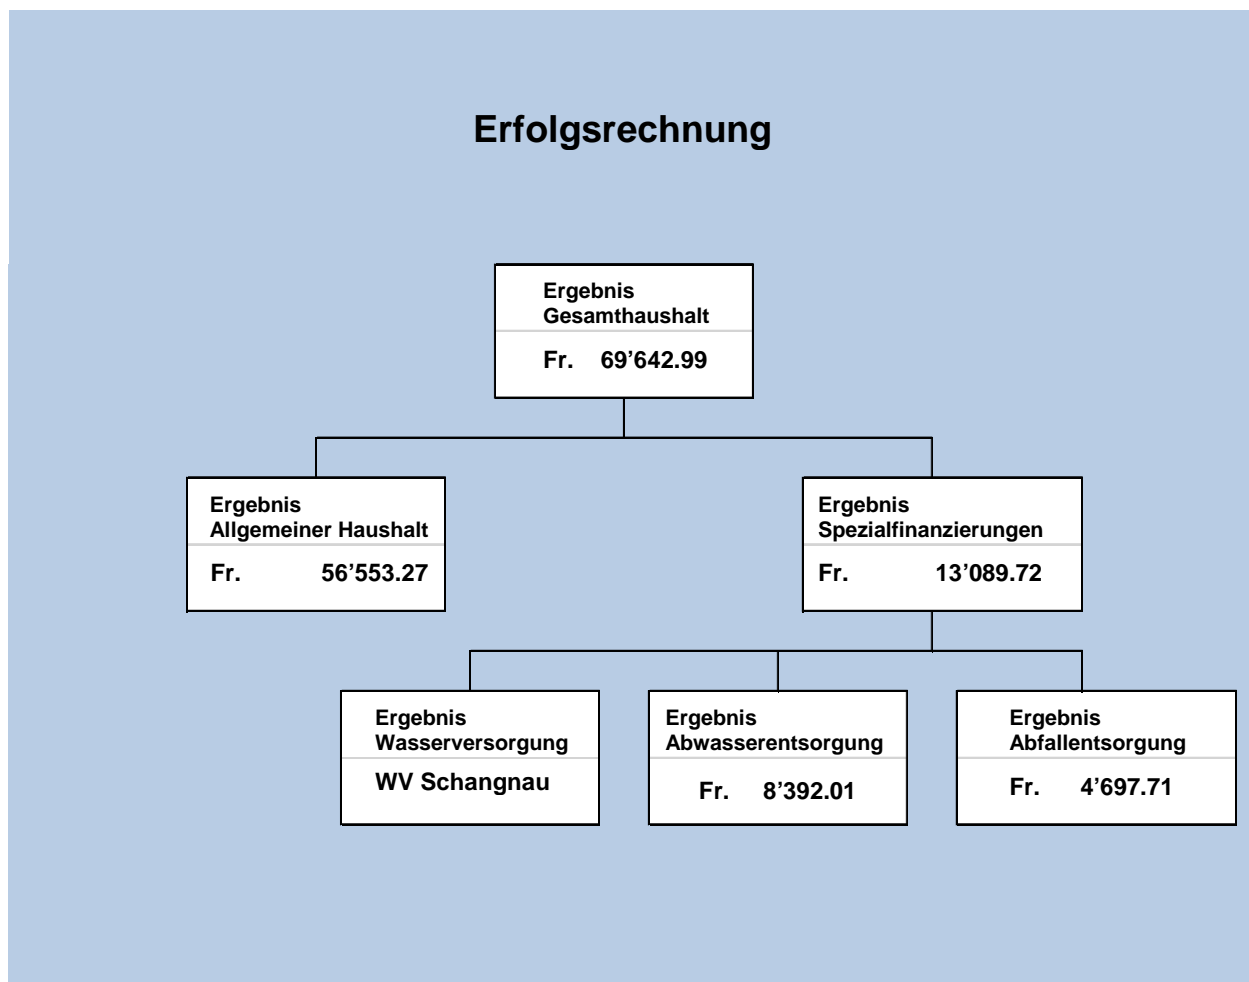 Erfolgsrechnung
Ergebnis
Gesamthaushalt
Fr. 69’642.99
Ergebnis
Allgemeiner Haushalt
Fr. 56’553.27
Ergebnis
Spezialfinanzierungen
Fr. 13’089.72
Ergebnis
Wasserversorgung
WV Schangnau
Ergebnis
Abwasserentsorgung
Fr. 8’392.01
Ergebnis
Abfallentsorgung
Fr. 4’697.71